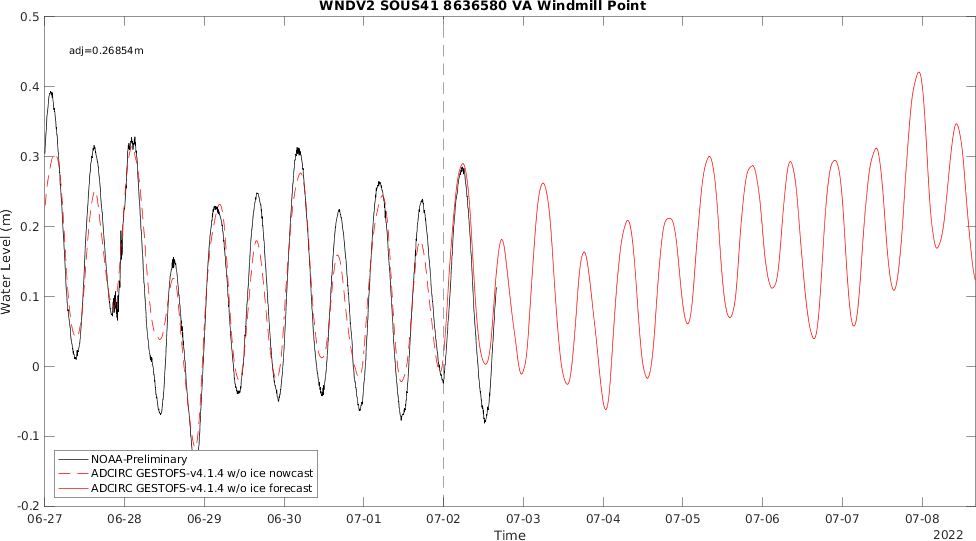 WNDV2 SOUS41 8636580 VA Windmill Point
adj=0.26854m
Water Level (m)
0.5
0.4
0.3
0.2
0.1
0
-0.1
-0.2
NOAA-Preliminary
ADCIRC GESTOFS-v4.1.4 w/o ice nowcast
ADCIRC GESTOFS-v4.1.4 w/o ice forecast
06-27 06-28 06-29 06-30 07-01 07-02 07-03 07-04 07-05 07-06 07-07 07-08
Time
2022